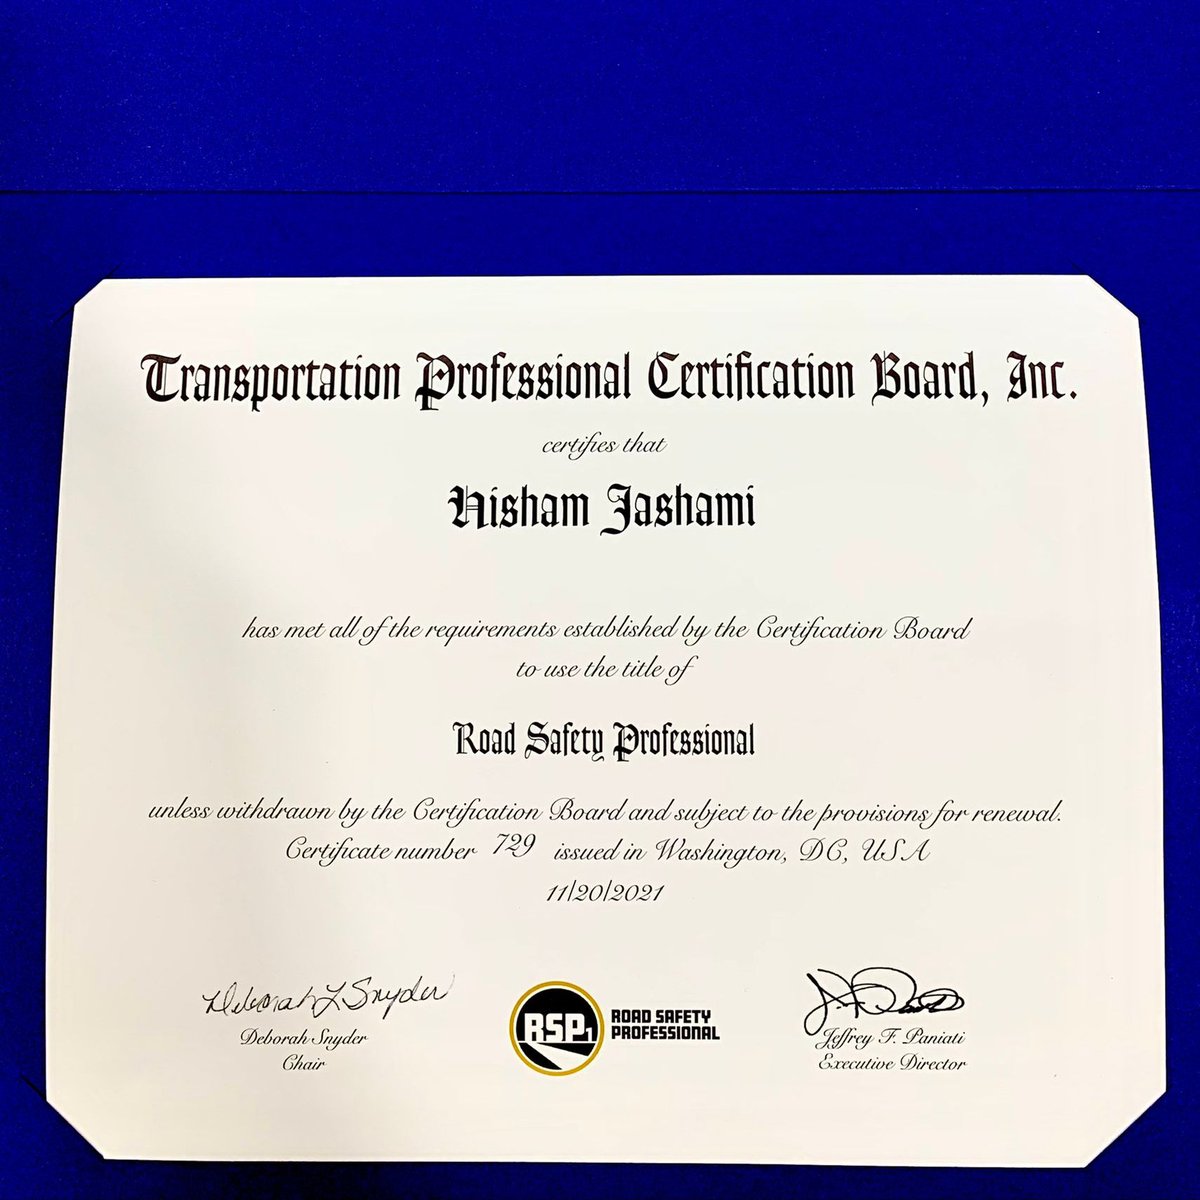 Transportation Professional Certification Board, Inc.
certifies that
Hisham Jashami
has met all of the requirements established by the Certification Board
to use the title of
Road Safety Professional
unless withdrawn by the Certification Board and subject to the provisions for renewal.
Certificate number 729 issued in Washington, DC, USA
11/20/2021
Deborah L Snyder
Deborah Snyder
Chair
RSP1
ROAD SAFETY
PROFESSIONAL
Jeffrey F. Paniati
Executive Director